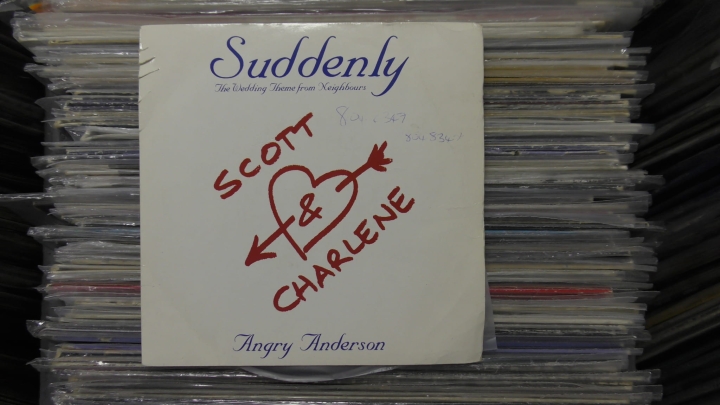 Suddenly
The Wedding Theme from Neighbours
SCOTT
&
CHARLENE
Angry Anderson